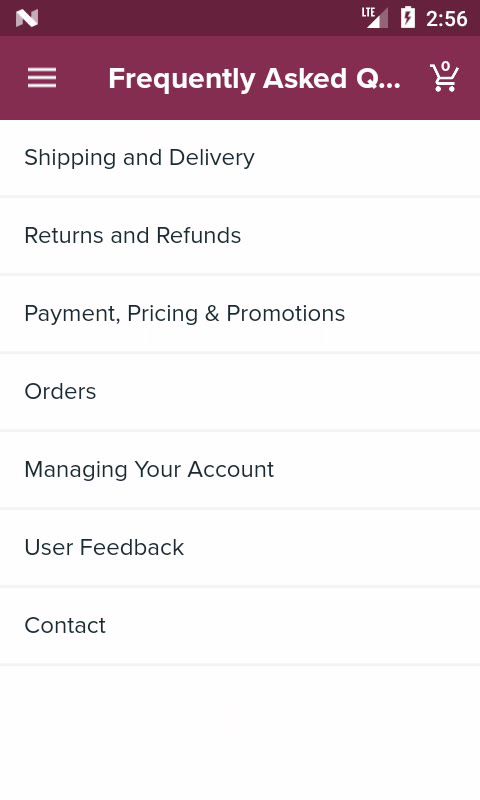 LTE 2:56
Frequently Asked Q...
0
Shipping and Delivery
Returns and Refunds
Payment, Pricing & Promotions
Orders
Managing Your Account
User Feedback
Contact